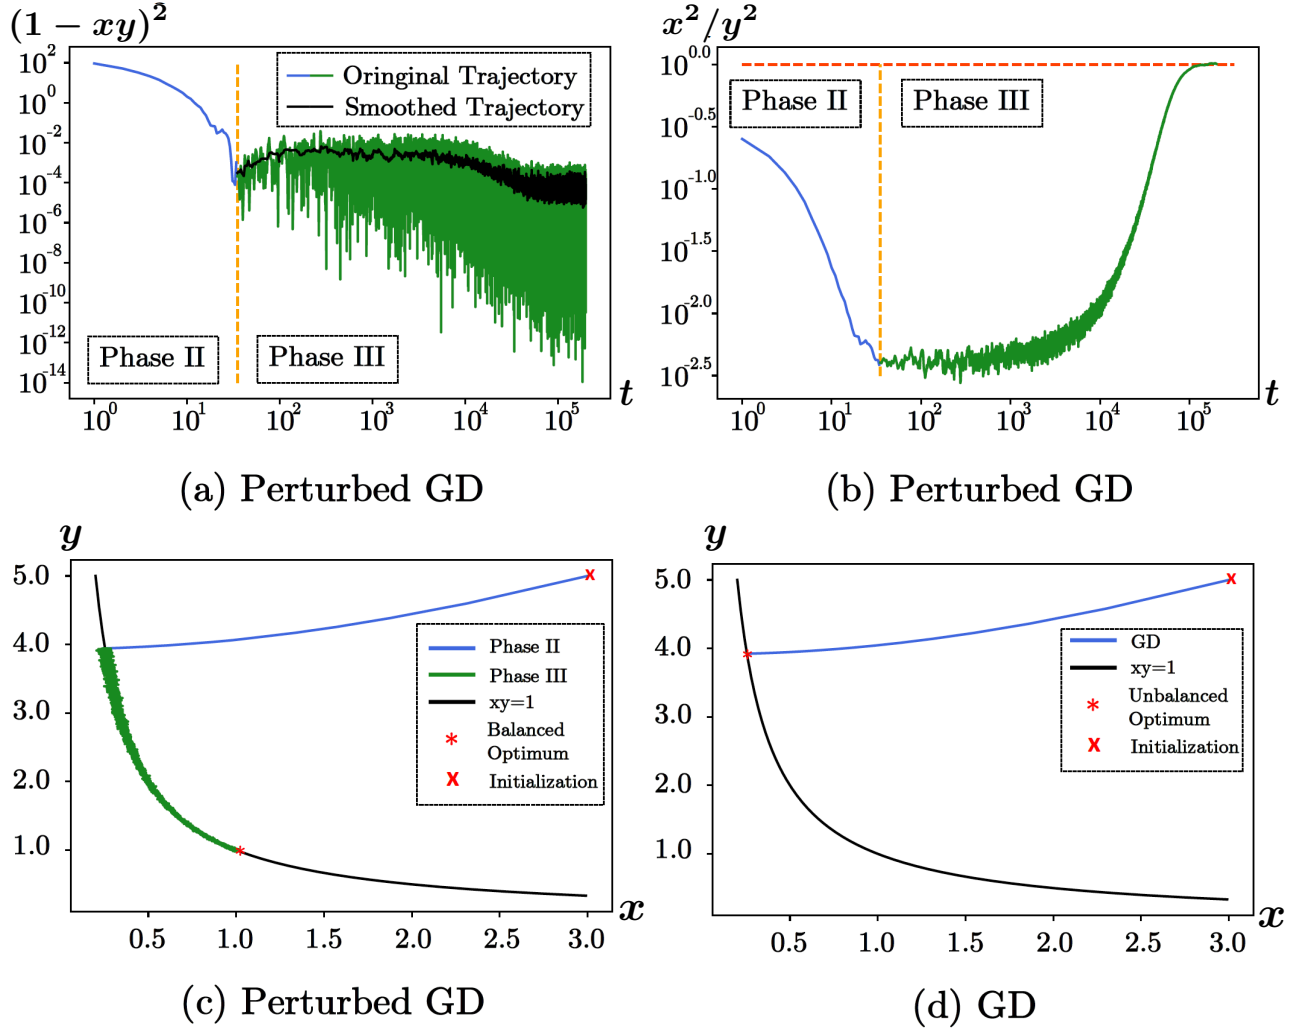 (1 − xy)²
10² 10⁰ 10⁻² 10⁻⁴ 10⁻⁶ 10⁻⁸ 10⁻¹⁰ 10⁻¹² 10⁻¹⁴
Oringinal Trajectory
Smoothed Trajectory
Phase II
Phase III
10⁰ 10¹ 10² 10³ 10⁴ 10⁵
t
(a) Perturbed GD
x²/y²
10⁰·⁰ 10⁻⁰·⁵ 10⁻¹·⁰ 10⁻¹·⁵ 10⁻²·⁰ 10⁻²·⁵
Phase II
Phase III
10⁰ 10¹ 10² 10³ 10⁴ 10⁵
t
(b) Perturbed GD
y
5.0
4.0
3.0
2.0
1.0
X
Phase II
Phase III
xy=1
Balanced
Optimum
X Initialization
0.5 1.0 1.5 2.0 2.5 3.0
x
(c) Perturbed GD
y
5.0
4.0
3.0
2.0
1.0
X
GD
xy=1
Unbalanced
Optimum
X Initialization
0.5 1.0 1.5 2.0 2.5 3.0
x
(d) GD